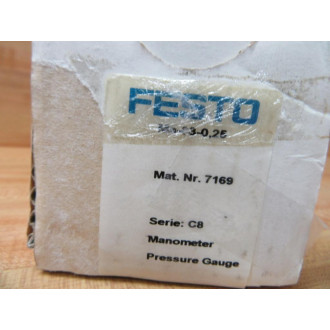 FESTO
Mat. Nr. 7169
Serie: C8
Manometer
Pressure Gauge